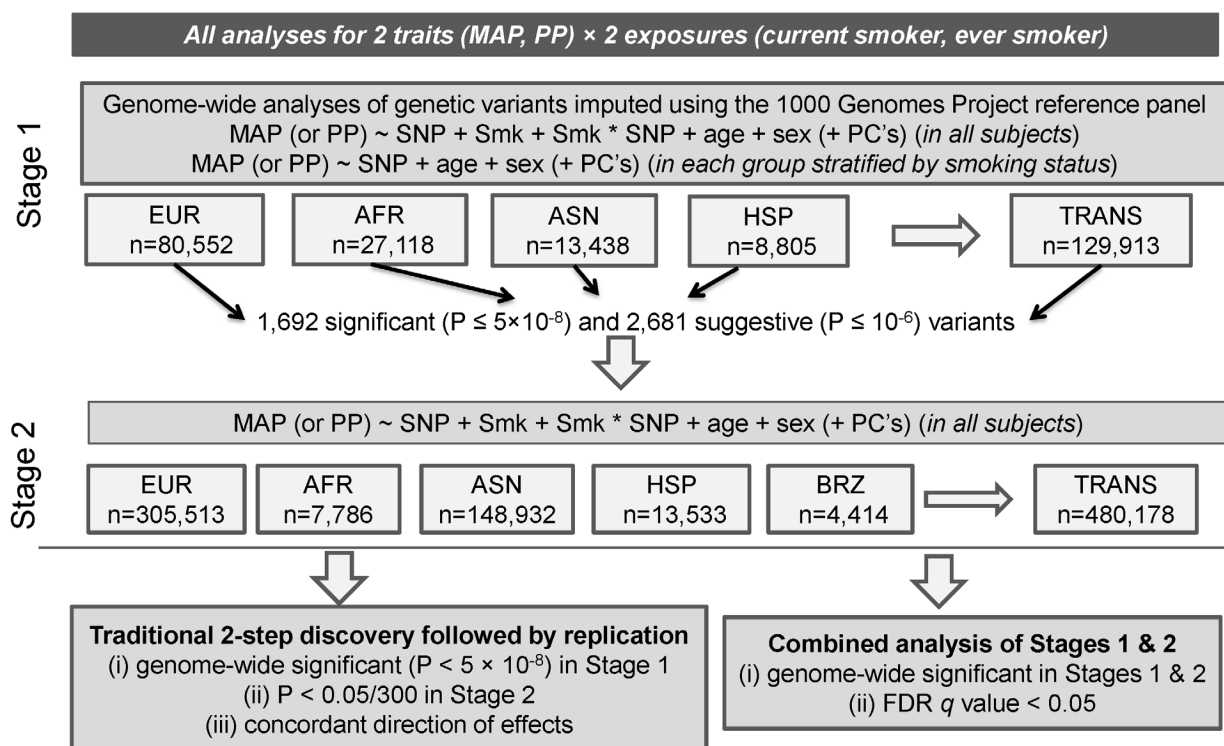 All analyses for 2 traits (MAP, PP) × 2 exposures (current smoker, ever smoker)
Stage 1
Genome-wide analyses of genetic variants imputed using the 1000 Genomes Project reference panel
MAP (or PP) ~ SNP + Smk + Smk * SNP + age + sex (+ PC's) (in all subjects)
MAP (or PP) ~ SNP + age + sex (+ PC's) (in each group stratified by smoking status)
EUR
n=80,552
AFR
n=27,118
ASN
n=13,438
HSP
n=8,805
TRANS
n=129,913
1,692 significant (P ≤ 5×10⁻⁸) and 2,681 suggestive (P ≤ 10⁻⁶) variants
Stage 2
MAP (or PP) ~ SNP + Smk + Smk * SNP + age + sex (+ PC's) (in all subjects)
EUR
n=305,513
AFR
n=7,786
ASN
n=148,932
HSP
n=13,533
BRZ
n=4,414
TRANS
n=480,178
Traditional 2-step discovery followed by replication
(i) genome-wide significant (P < 5 × 10⁻⁸) in Stage 1
(ii) P < 0.05/300 in Stage 2
(iii) concordant direction of effects
Combined analysis of Stages 1 & 2
(i) genome-wide significant in Stages 1 & 2
(ii) FDR q value < 0.05